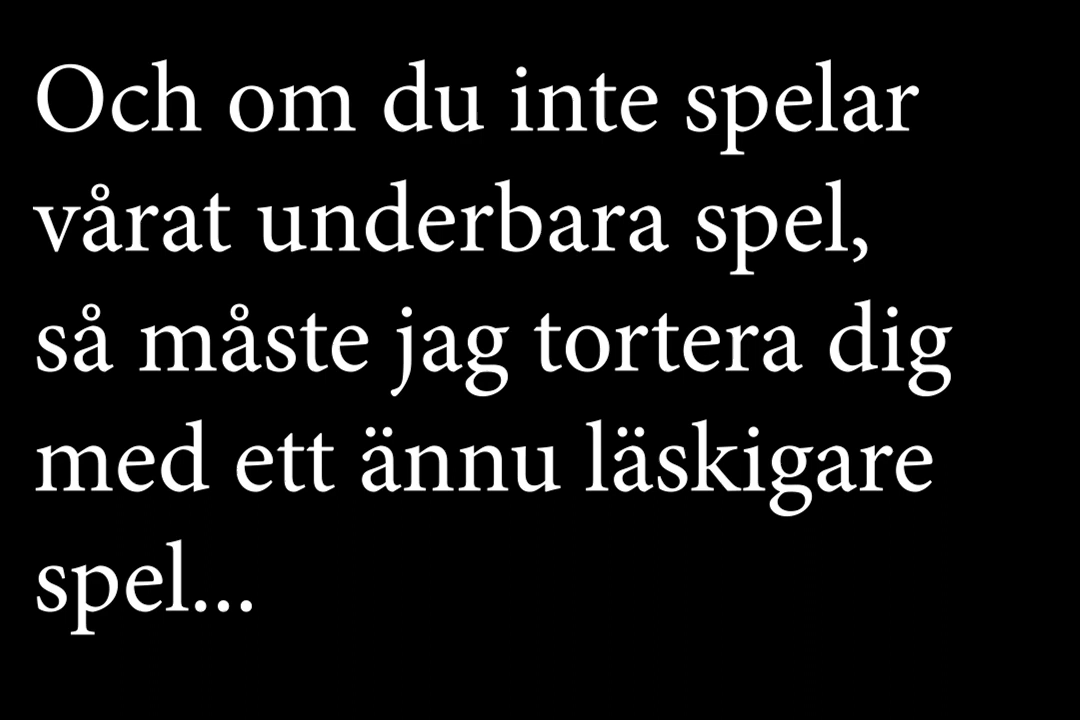 Och om du inte spelar
vårat underbara spel,
så måste jag tortera dig
med ett ännu läskigare
spel...